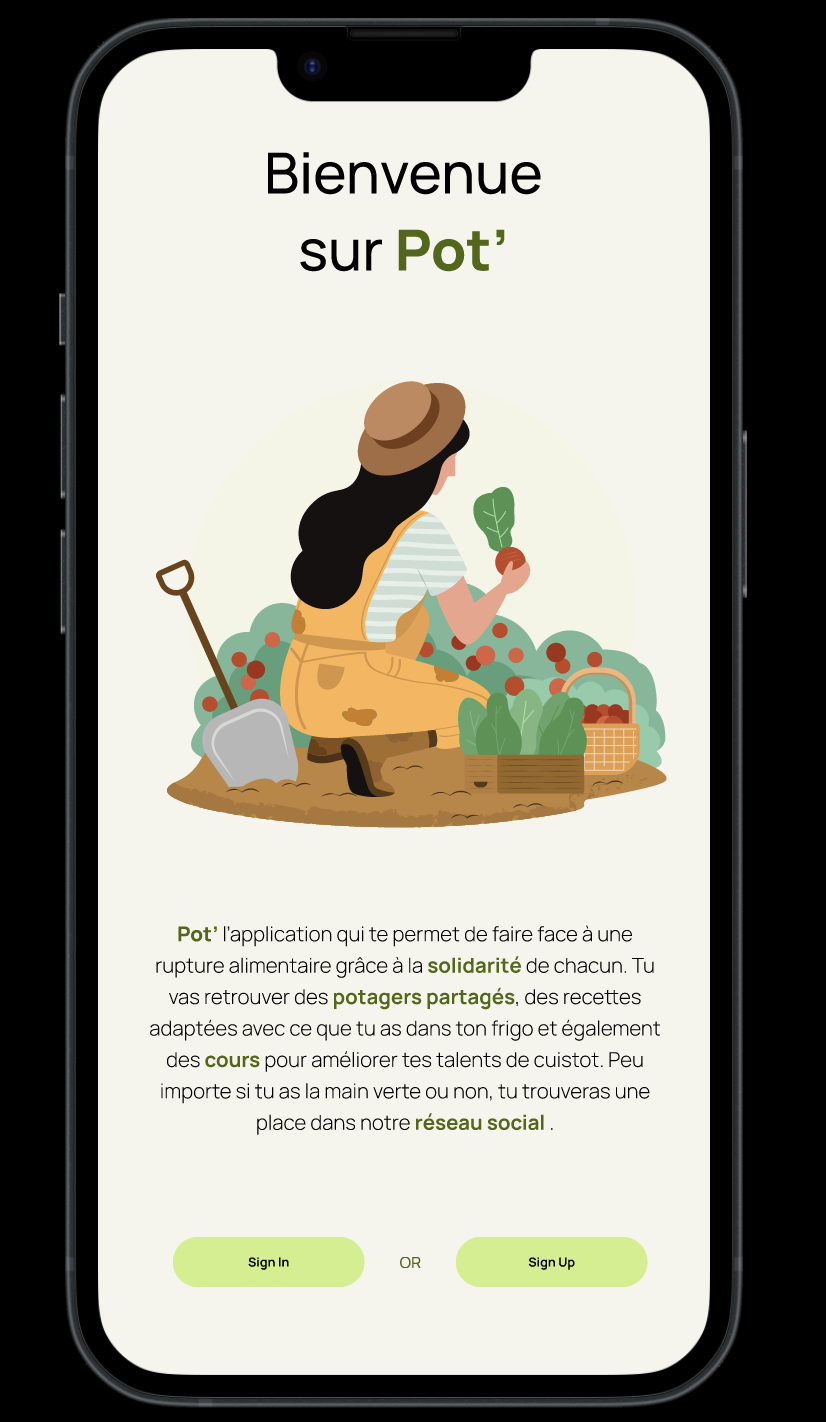 Bienvenue
sur Pot’
Pot’ l’application qui te permet de faire face à une
rupture alimentaire grâce à la solidarité de chacun. Tu
vas retrouver des potagers partagés, des recettes
adaptées avec ce que tu as dans ton frigo et également
des cours pour améliorer tes talents de cuistot. Peu
importe si tu as la main verte ou non, tu trouveras une
place dans notre réseau social .
Sign In OR Sign Up